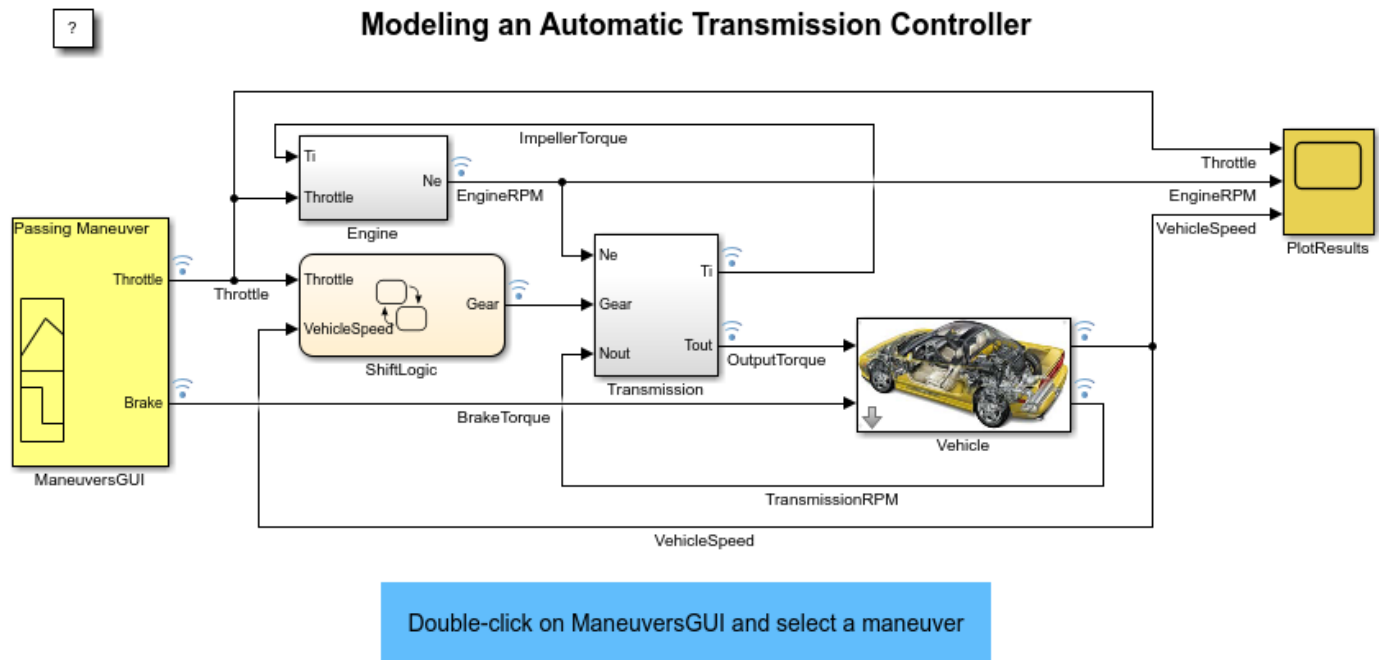 ?
Modeling an Automatic Transmission Controller
ImpellerTorque
Ti
Throttle
Ne
EngineRPM
Engine
Throttle
EngineRPM
VehicleSpeed
PlotResults
Passing Maneuver
Throttle
Brake
ManeuversGUI
Throttle
Throttle
VehicleSpeed
Gear
ShiftLogic
Ne
Gear
Nout
Ti
Tout
Transmission
OutputTorque
BrakeTorque
Vehicle
TransmissionRPM
VehicleSpeed
Double-click on ManeuversGUI and select a maneuver